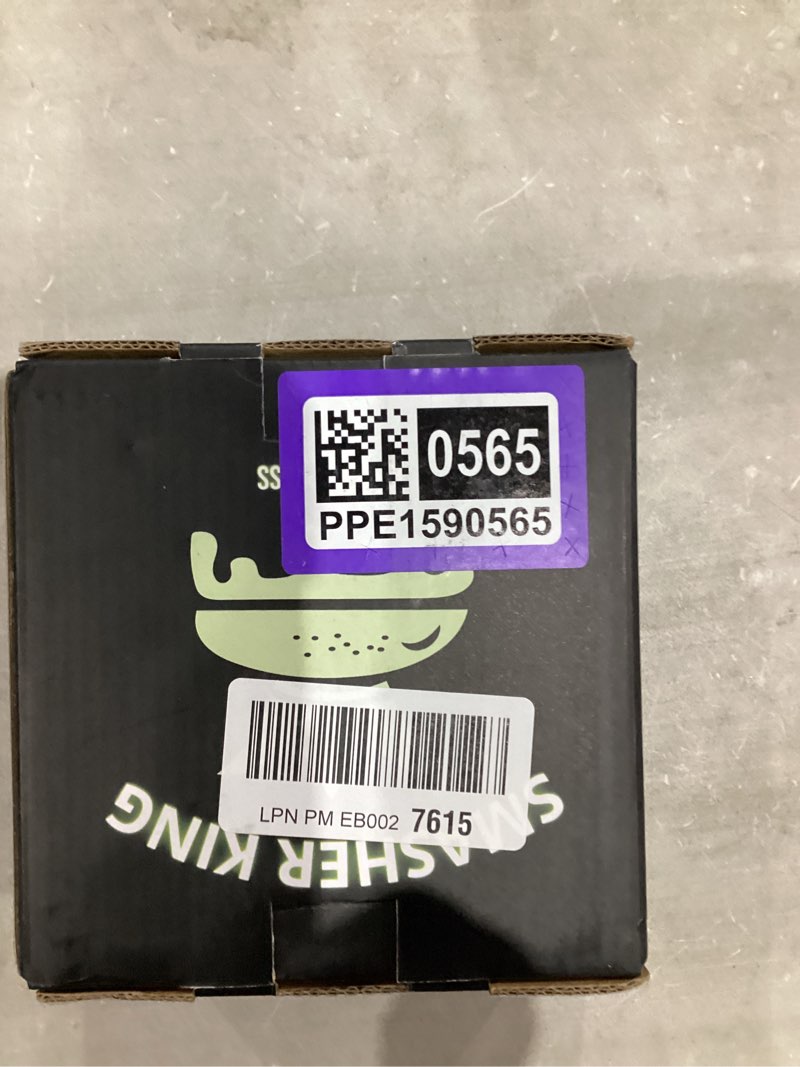 0565
PPE1590565
LPN PM EB002 7615
SMASHER KING